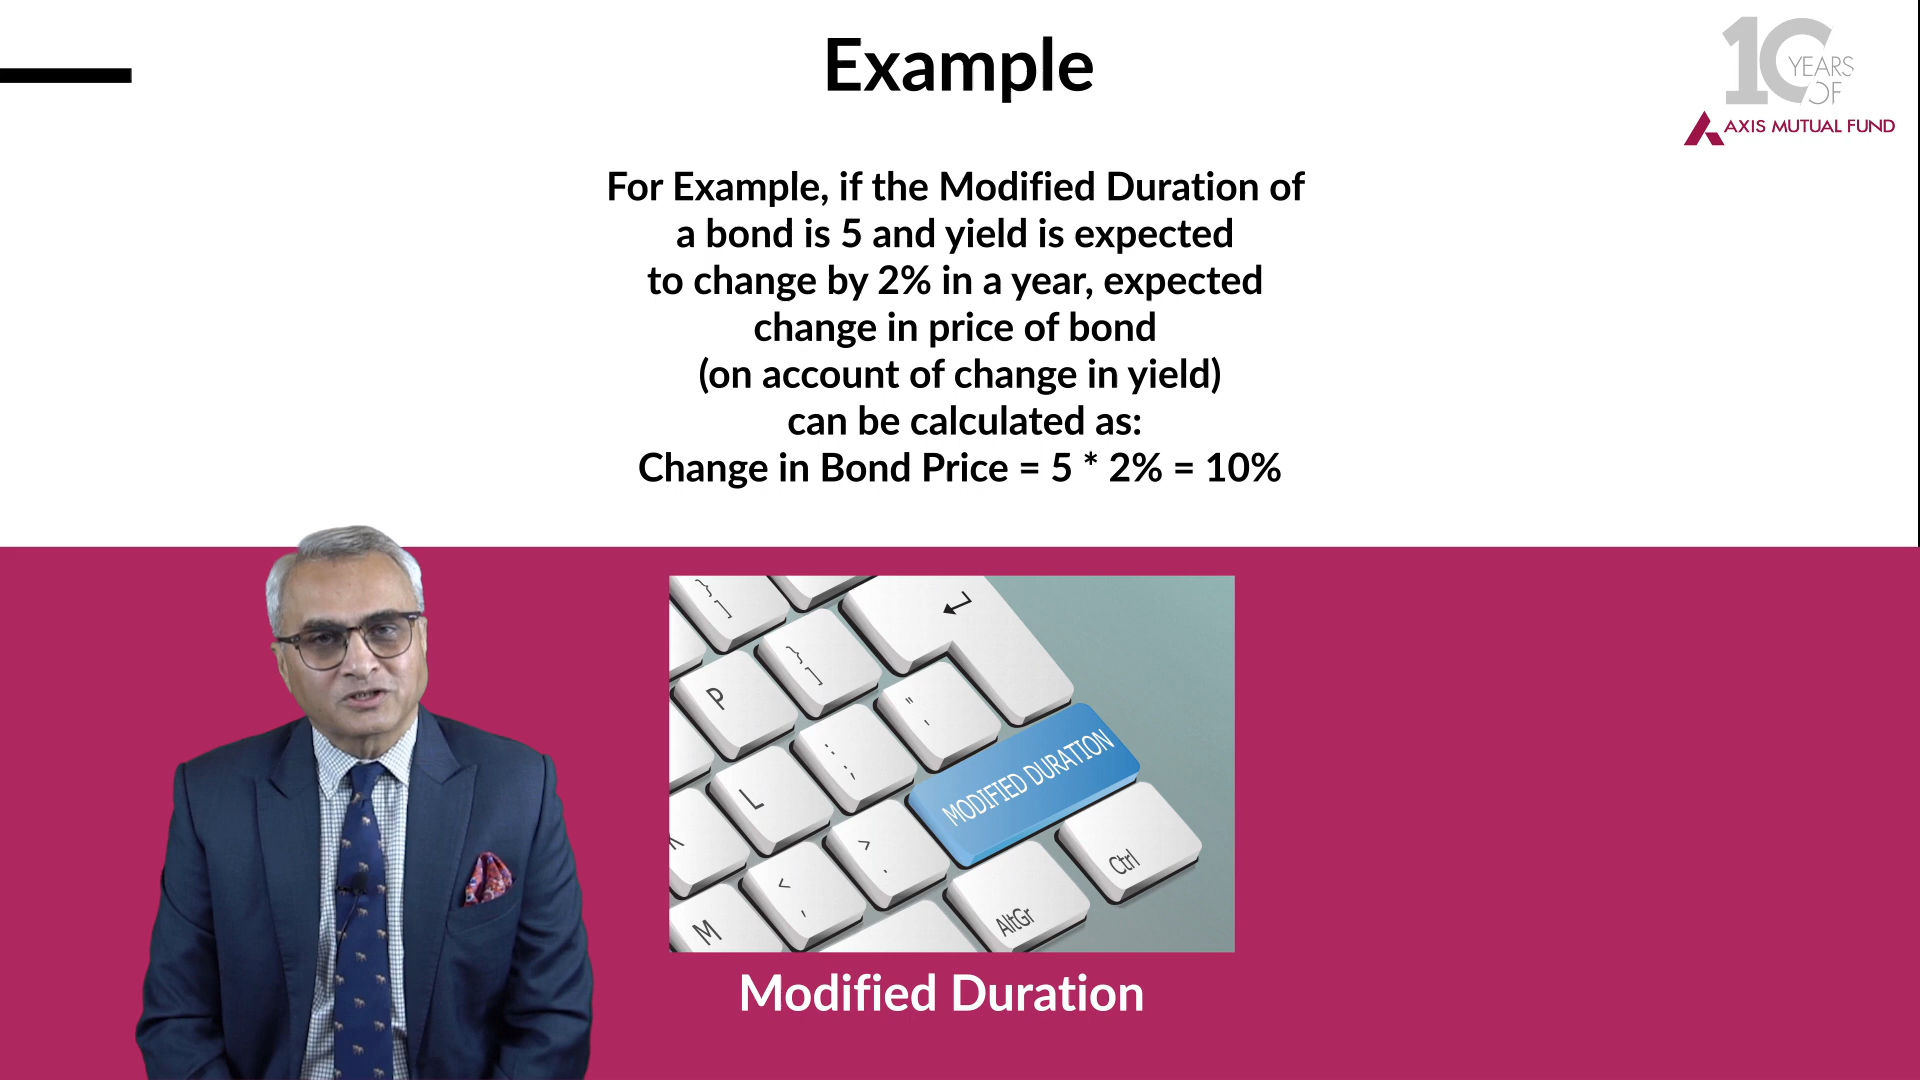 Example
10 YEARS
OF
AXIS MUTUAL FUND
For Example, if the Modified Duration of
a bond is 5 and yield is expected
to change by 2% in a year, expected
change in price of bond
(on account of change in yield)
can be calculated as:
Change in Bond Price = 5 * 2% = 10%
} ]
} ]
P
" '
: ;
L
MODIFIED DURATION
K
> .
Ctrl
< ,
AltGr
M
Modified Duration